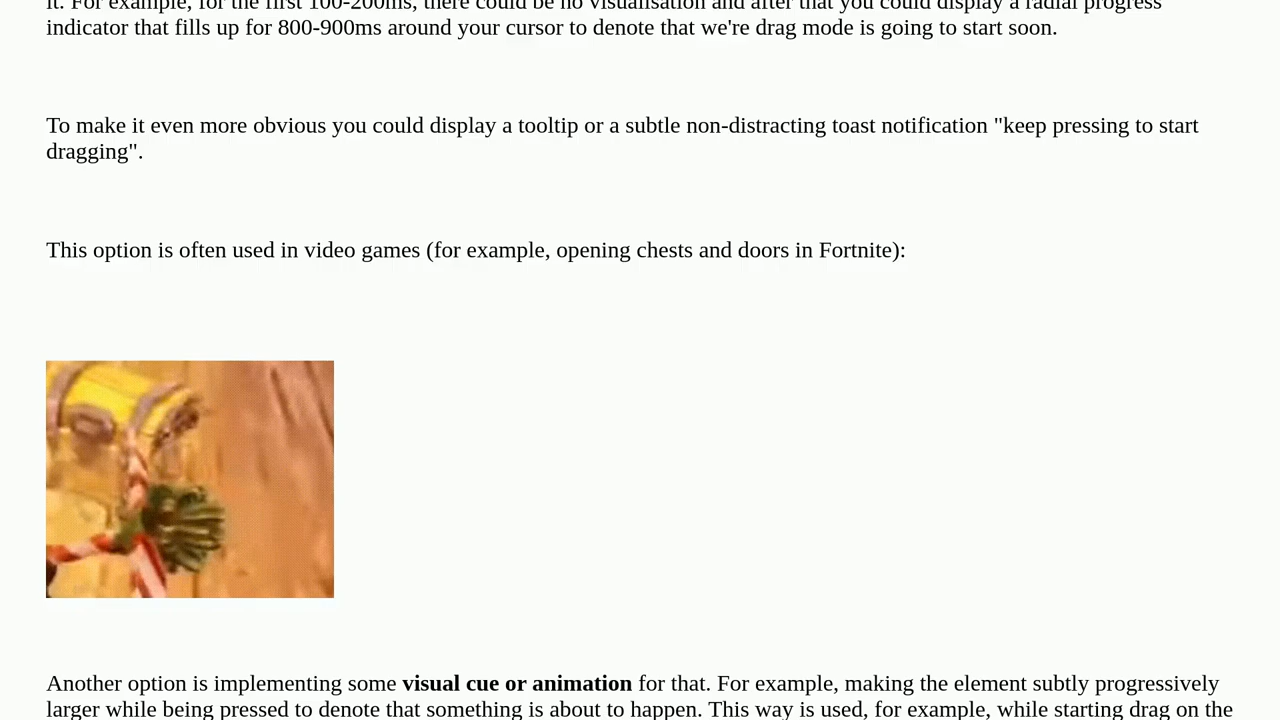 it. For example, for the first 100-200ms, there could be no visualisation and after that you could display a radial progress
indicator that fills up for 800-900ms around your cursor to denote that we're drag mode is going to start soon.
To make it even more obvious you could display a tooltip or a subtle non-distracting toast notification "keep pressing to start
dragging".
This option is often used in video games (for example, opening chests and doors in Fortnite):
Another option is implementing some visual cue or animation for that. For example, making the element subtly progressively
larger while being pressed to denote that something is about to happen. This way is used, for example, while starting drag on the